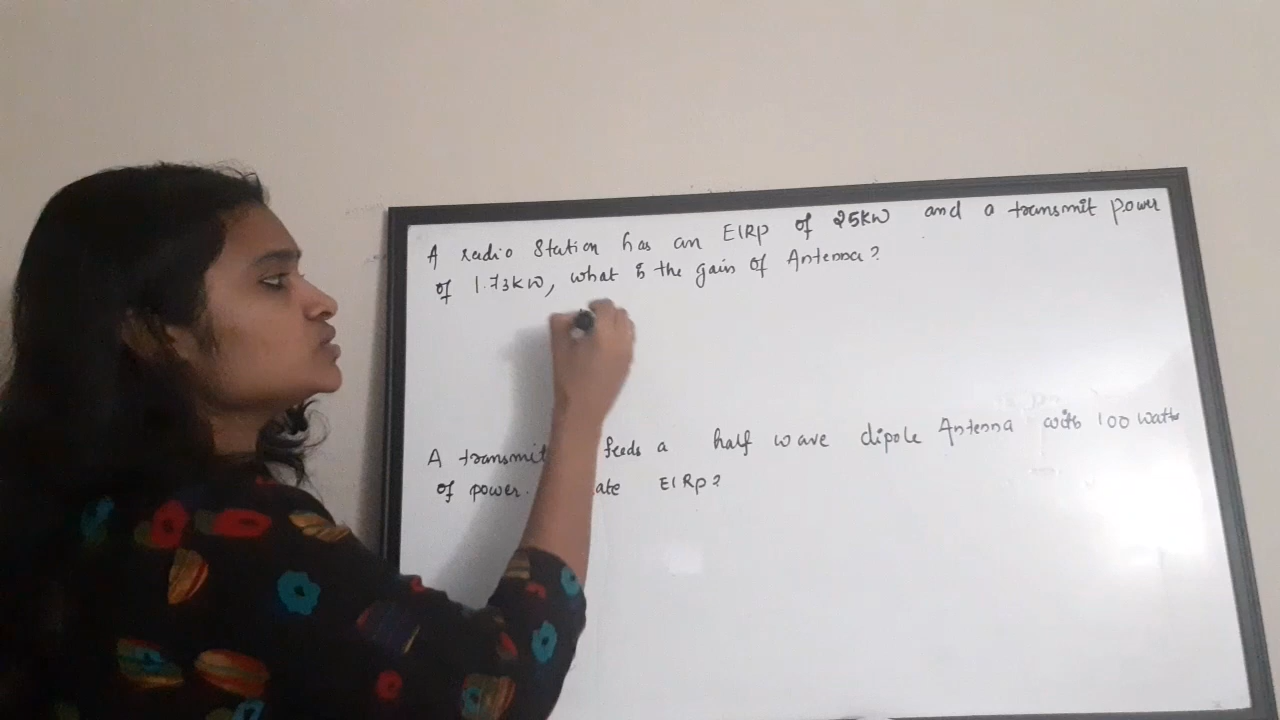 A radio Station has an EIRP of 25KW and a transmit power
of 1.73KW, what is the gain of Antenna?
A transmit feeds a half wave dipole Antenna with 100 watts
of power. ate EIRP?